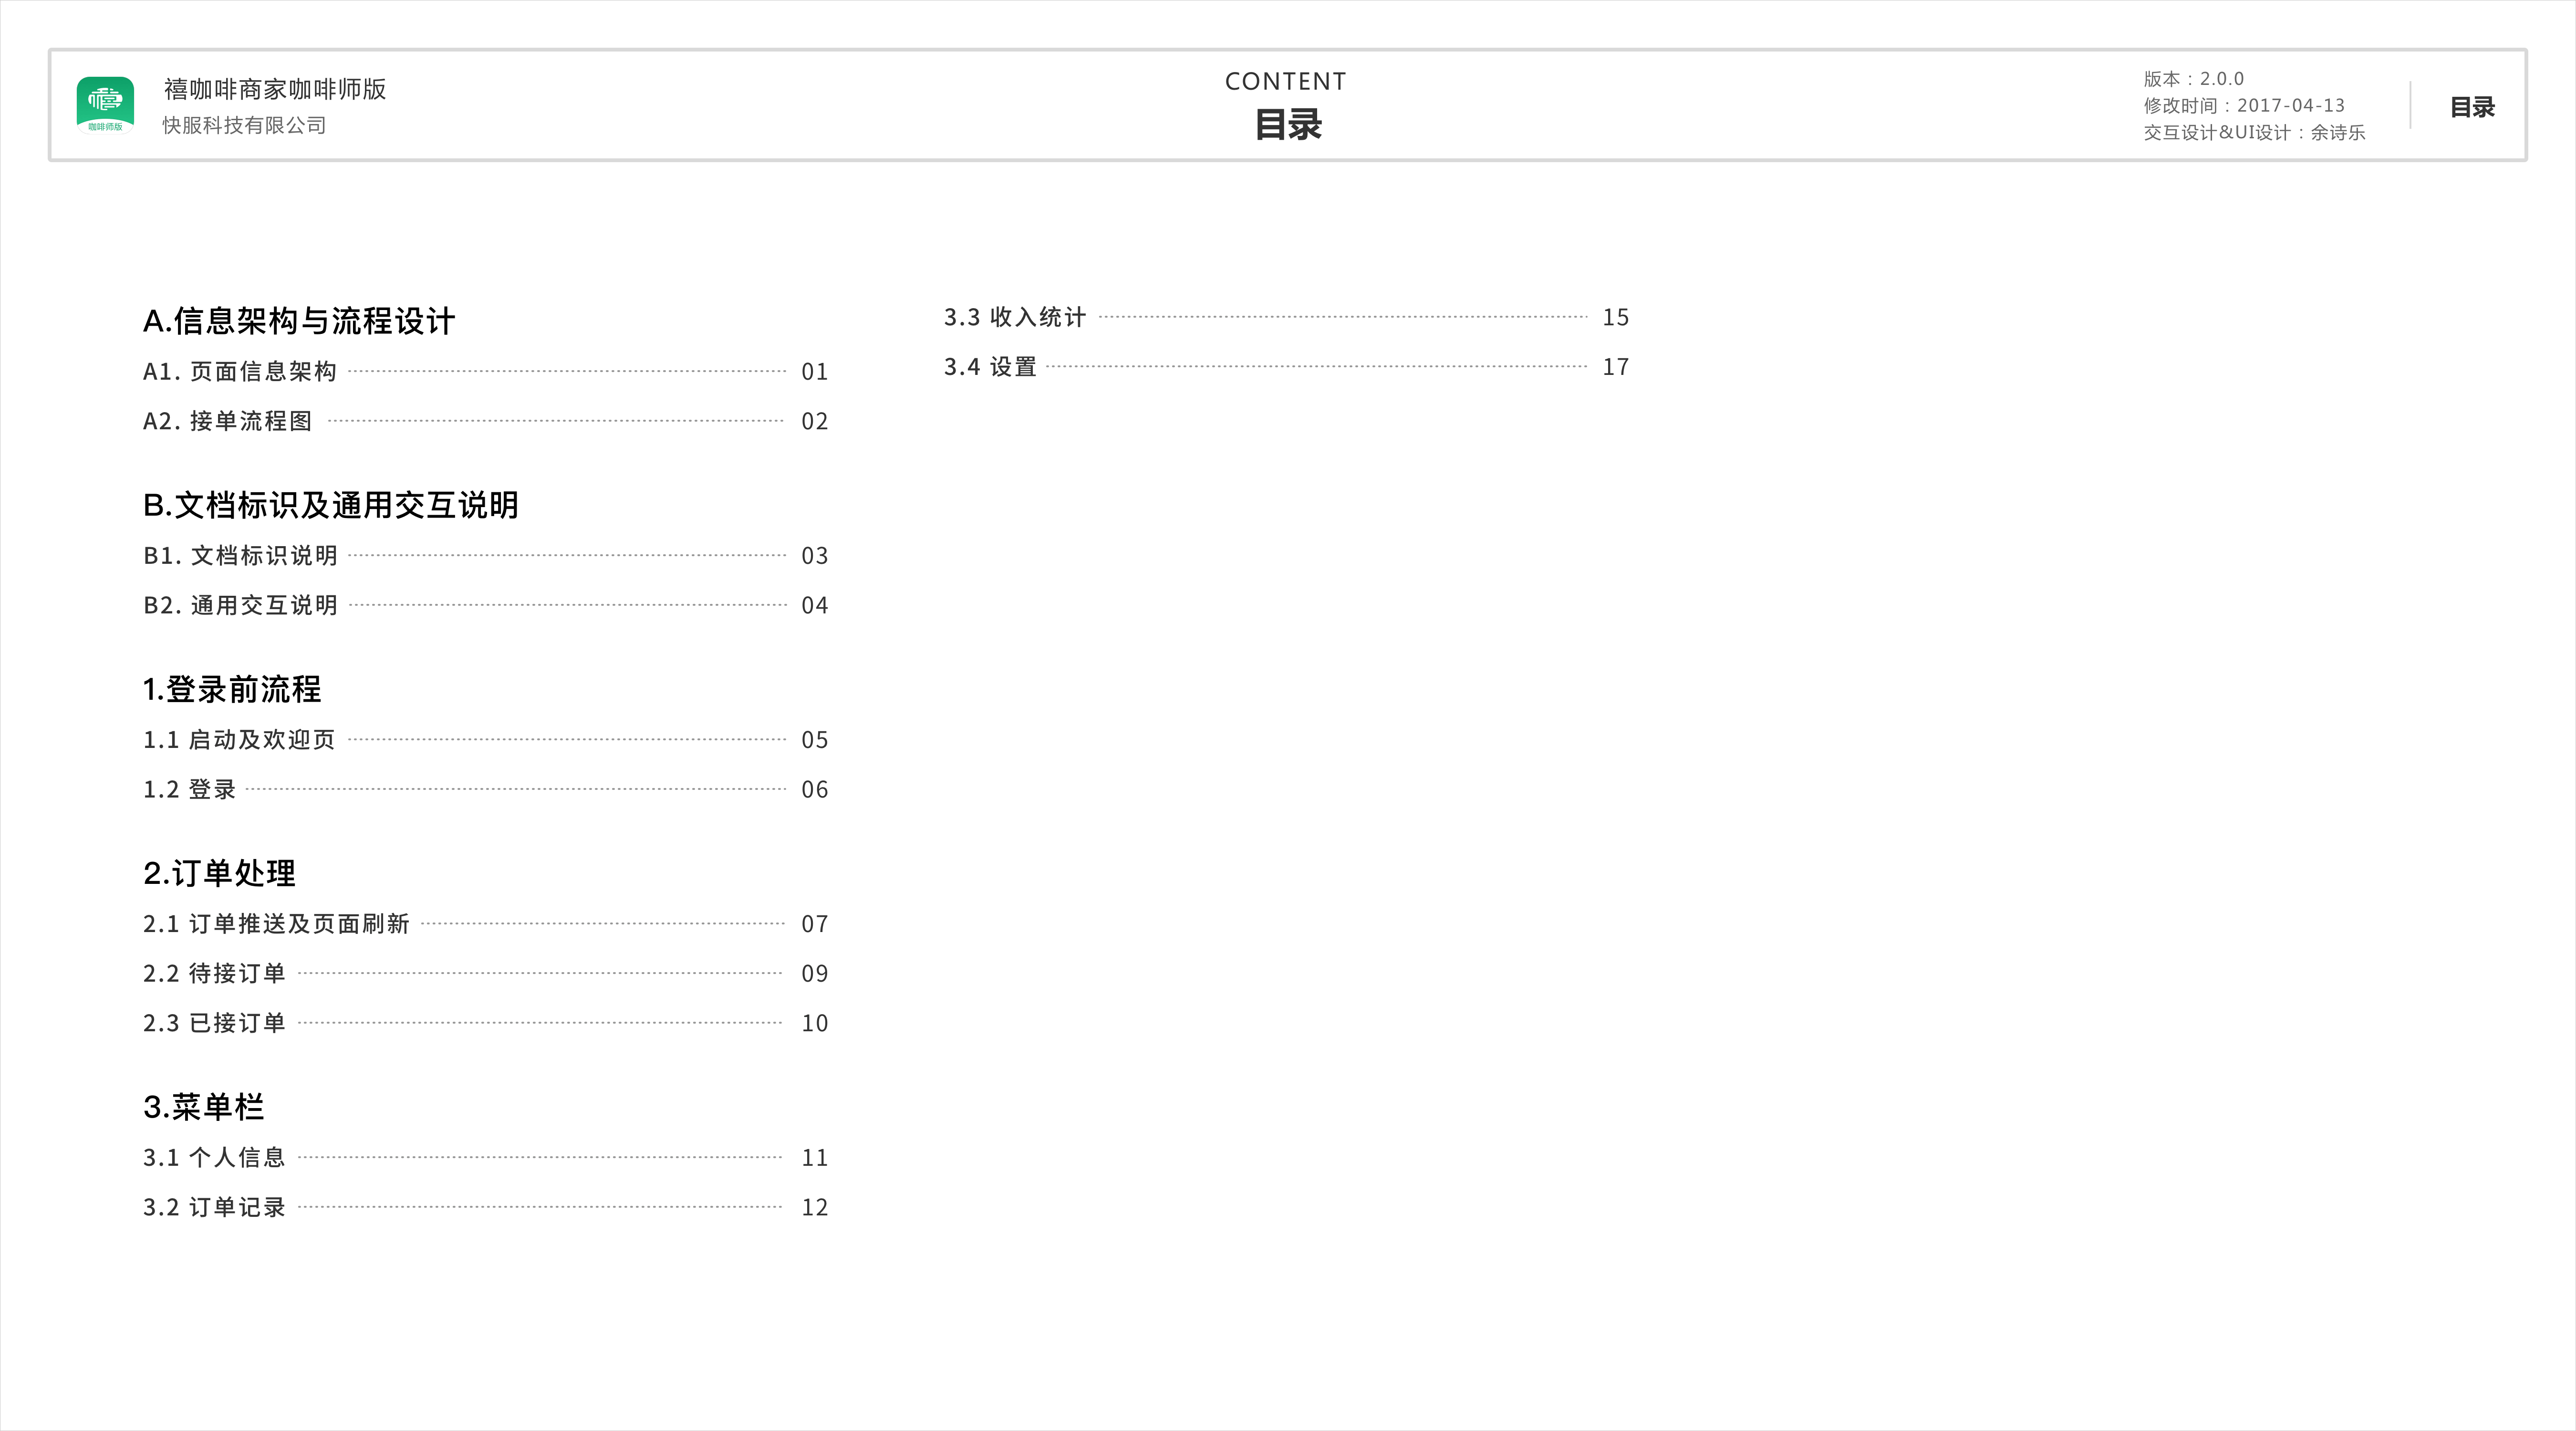 禧咖啡商家咖啡师版
快服科技有限公司
禧
咖啡师版
CONTENT
目录
版本：2.0.0
修改时间：2017-04-13
交互设计&UI设计：余诗乐
目录
A.信息架构与流程设计
A1. 页面信息架构 01
A2. 接单流程图 02
B.文档标识及通用交互说明
B1. 文档标识说明 03
B2. 通用交互说明 04
1.登录前流程
1.1 启动及欢迎页 05
1.2 登录 06
2.订单处理
2.1 订单推送及页面刷新 07
2.2 待接订单 09
2.3 已接订单 10
3.菜单栏
3.1 个人信息 11
3.2 订单记录 12
3.3 收入统计 15
3.4 设置 17